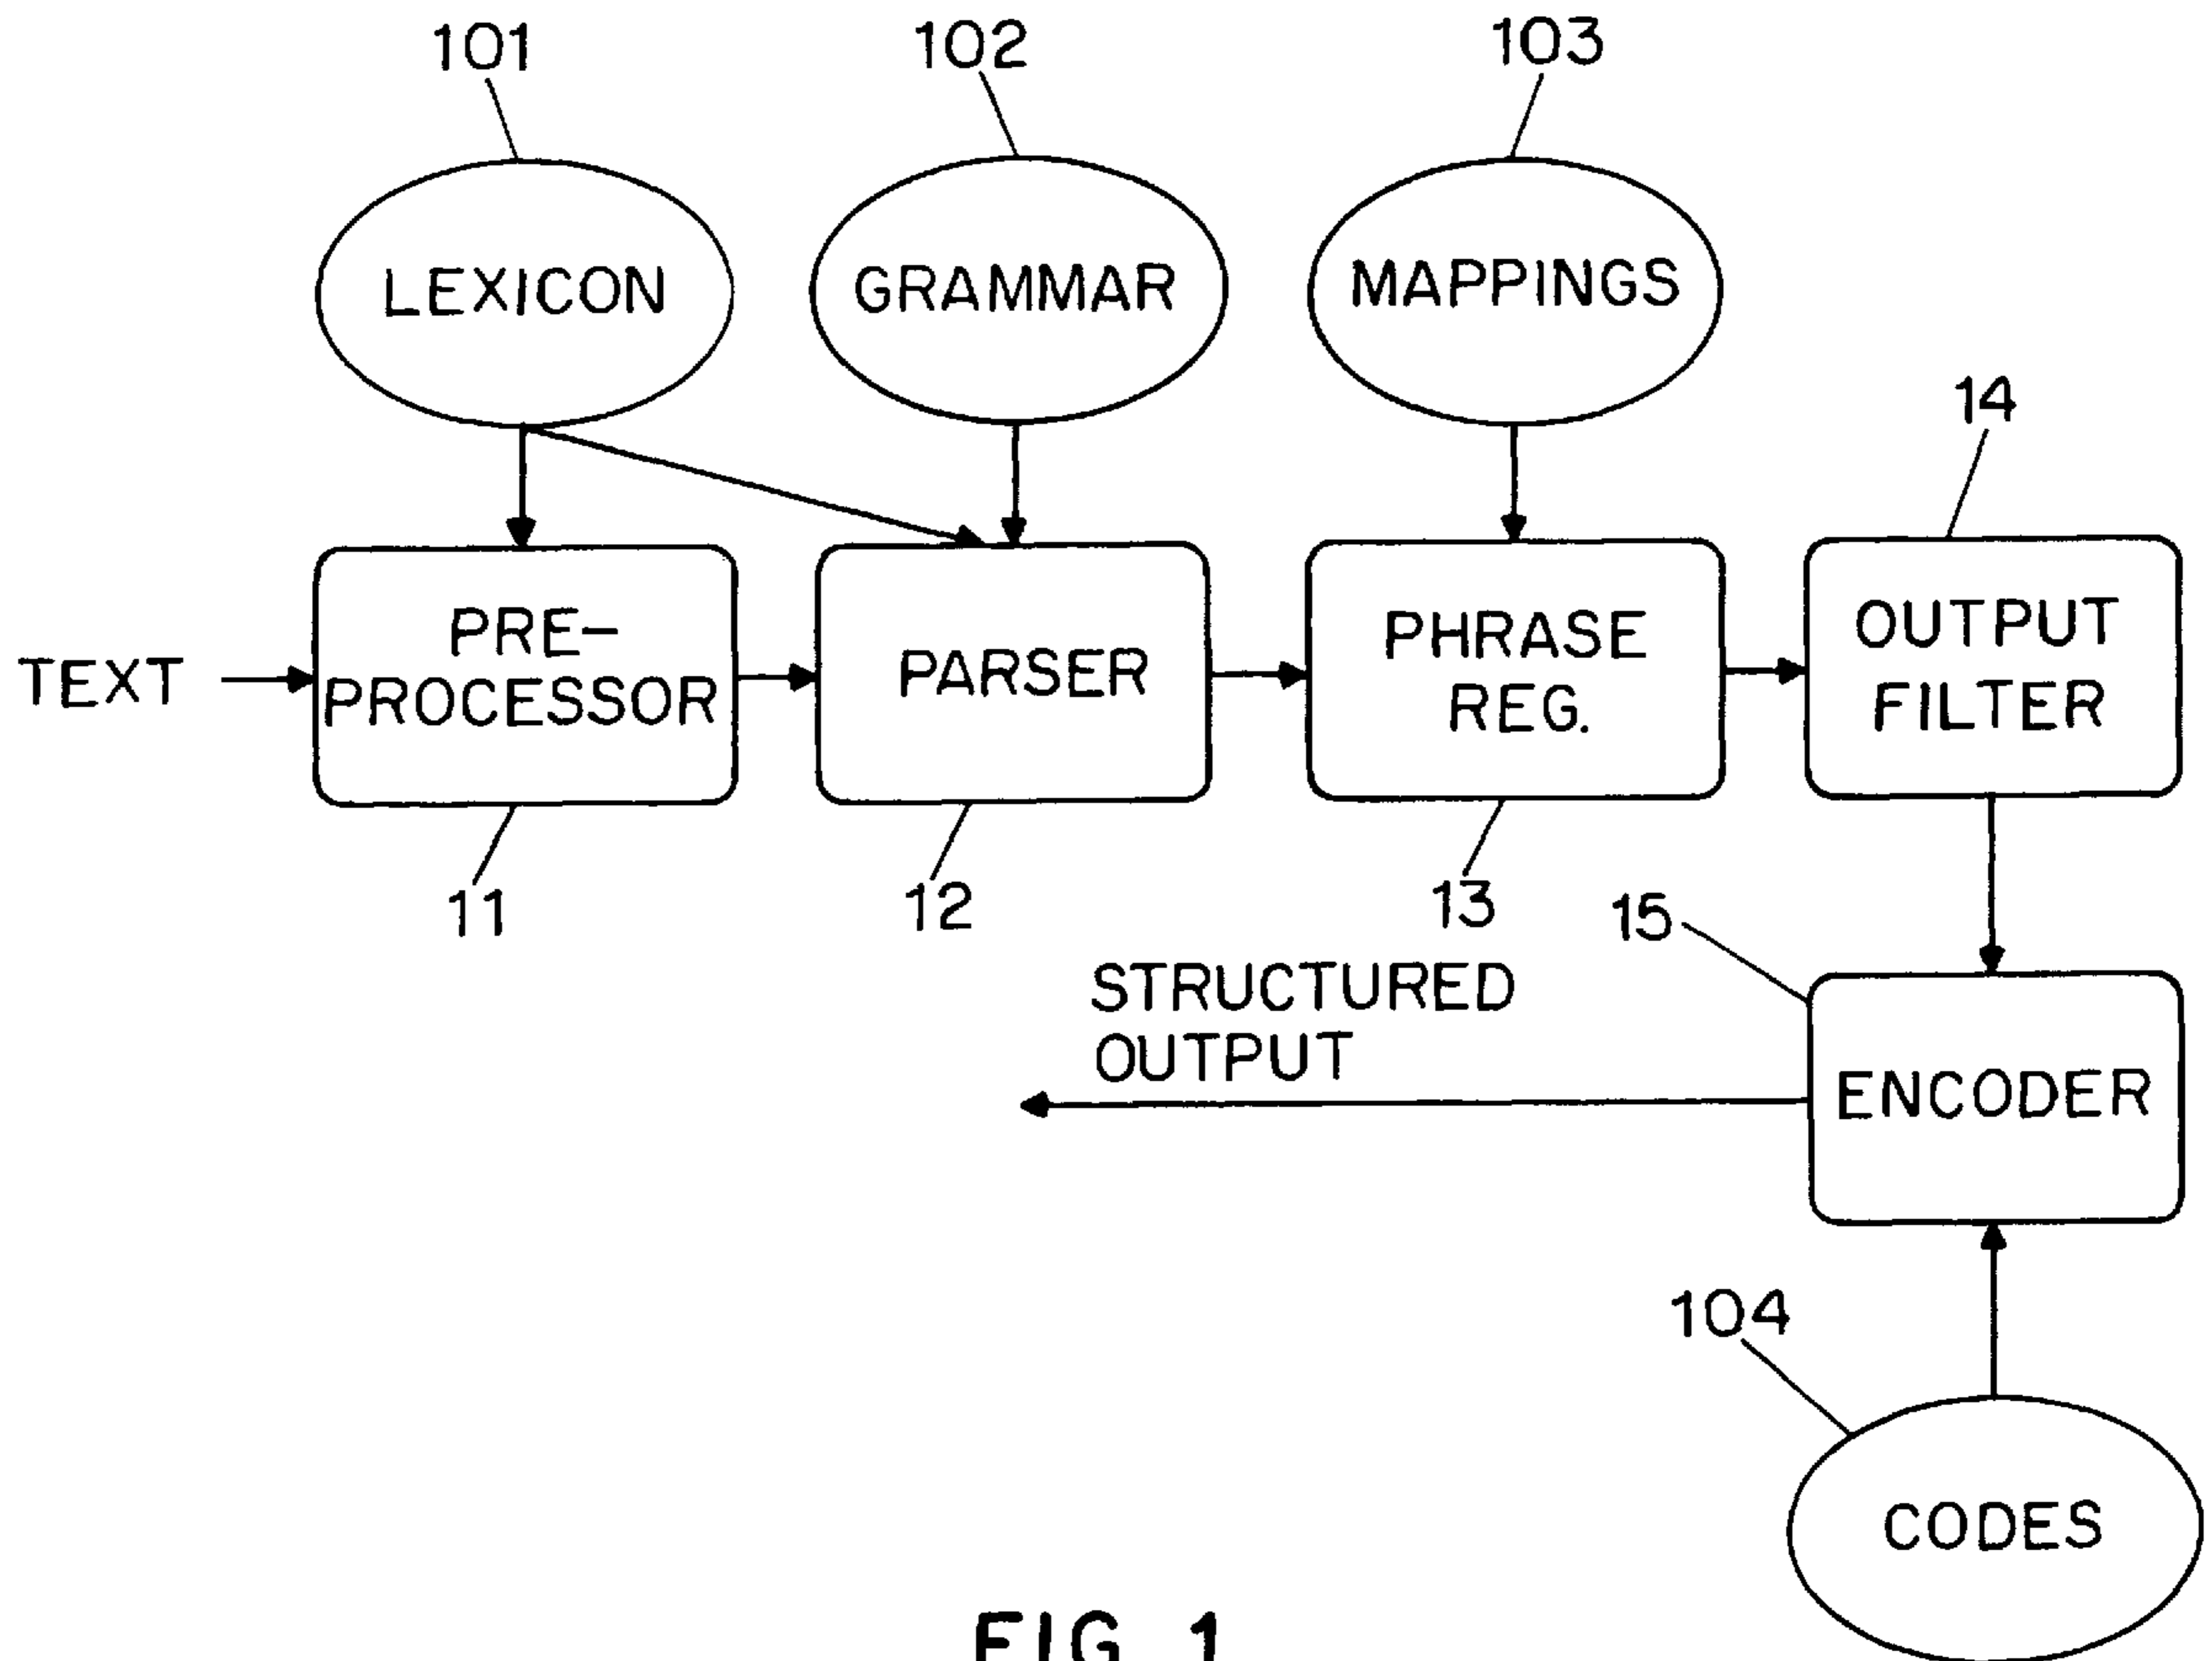 101
102
103
LEXICON
GRAMMAR
MAPPINGS
14
TEXT
PRE-
PROCESSOR
PARSER
PHRASE
REG.
OUTPUT
FILTER
11
12
13
15
STRUCTURED
OUTPUT
ENCODER
104
CODES
FIG. 1